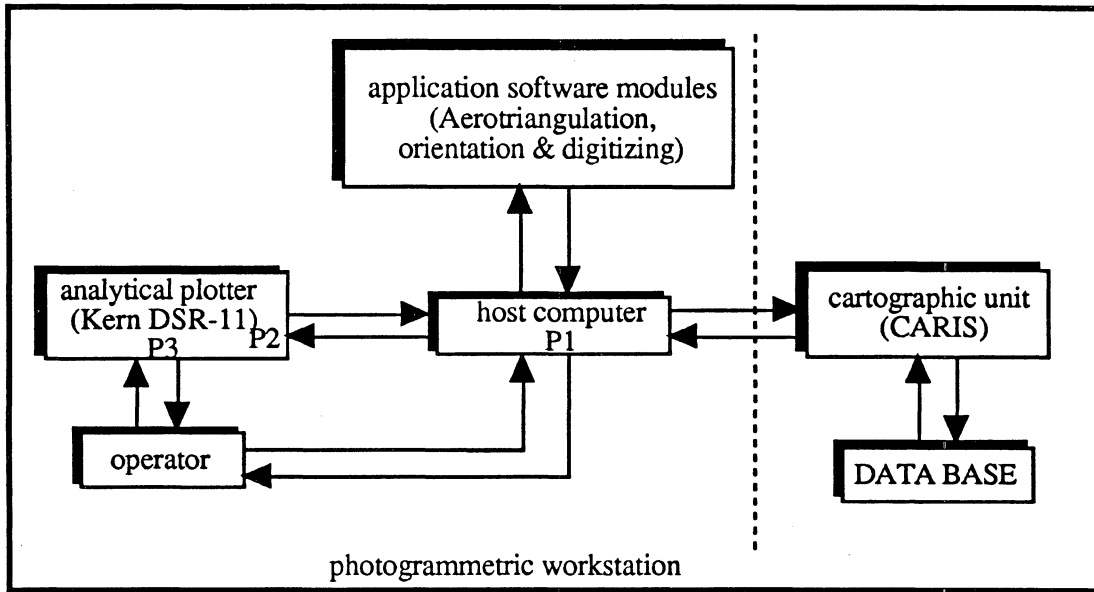 application software modules
(Aerotriangulation,
orientation & digitizing)
analytical plotter
(Kern DSR-11)
P2
P3
host computer
P1
cartographic unit
(CARIS)
operator
DATA BASE
photogrammetric workstation